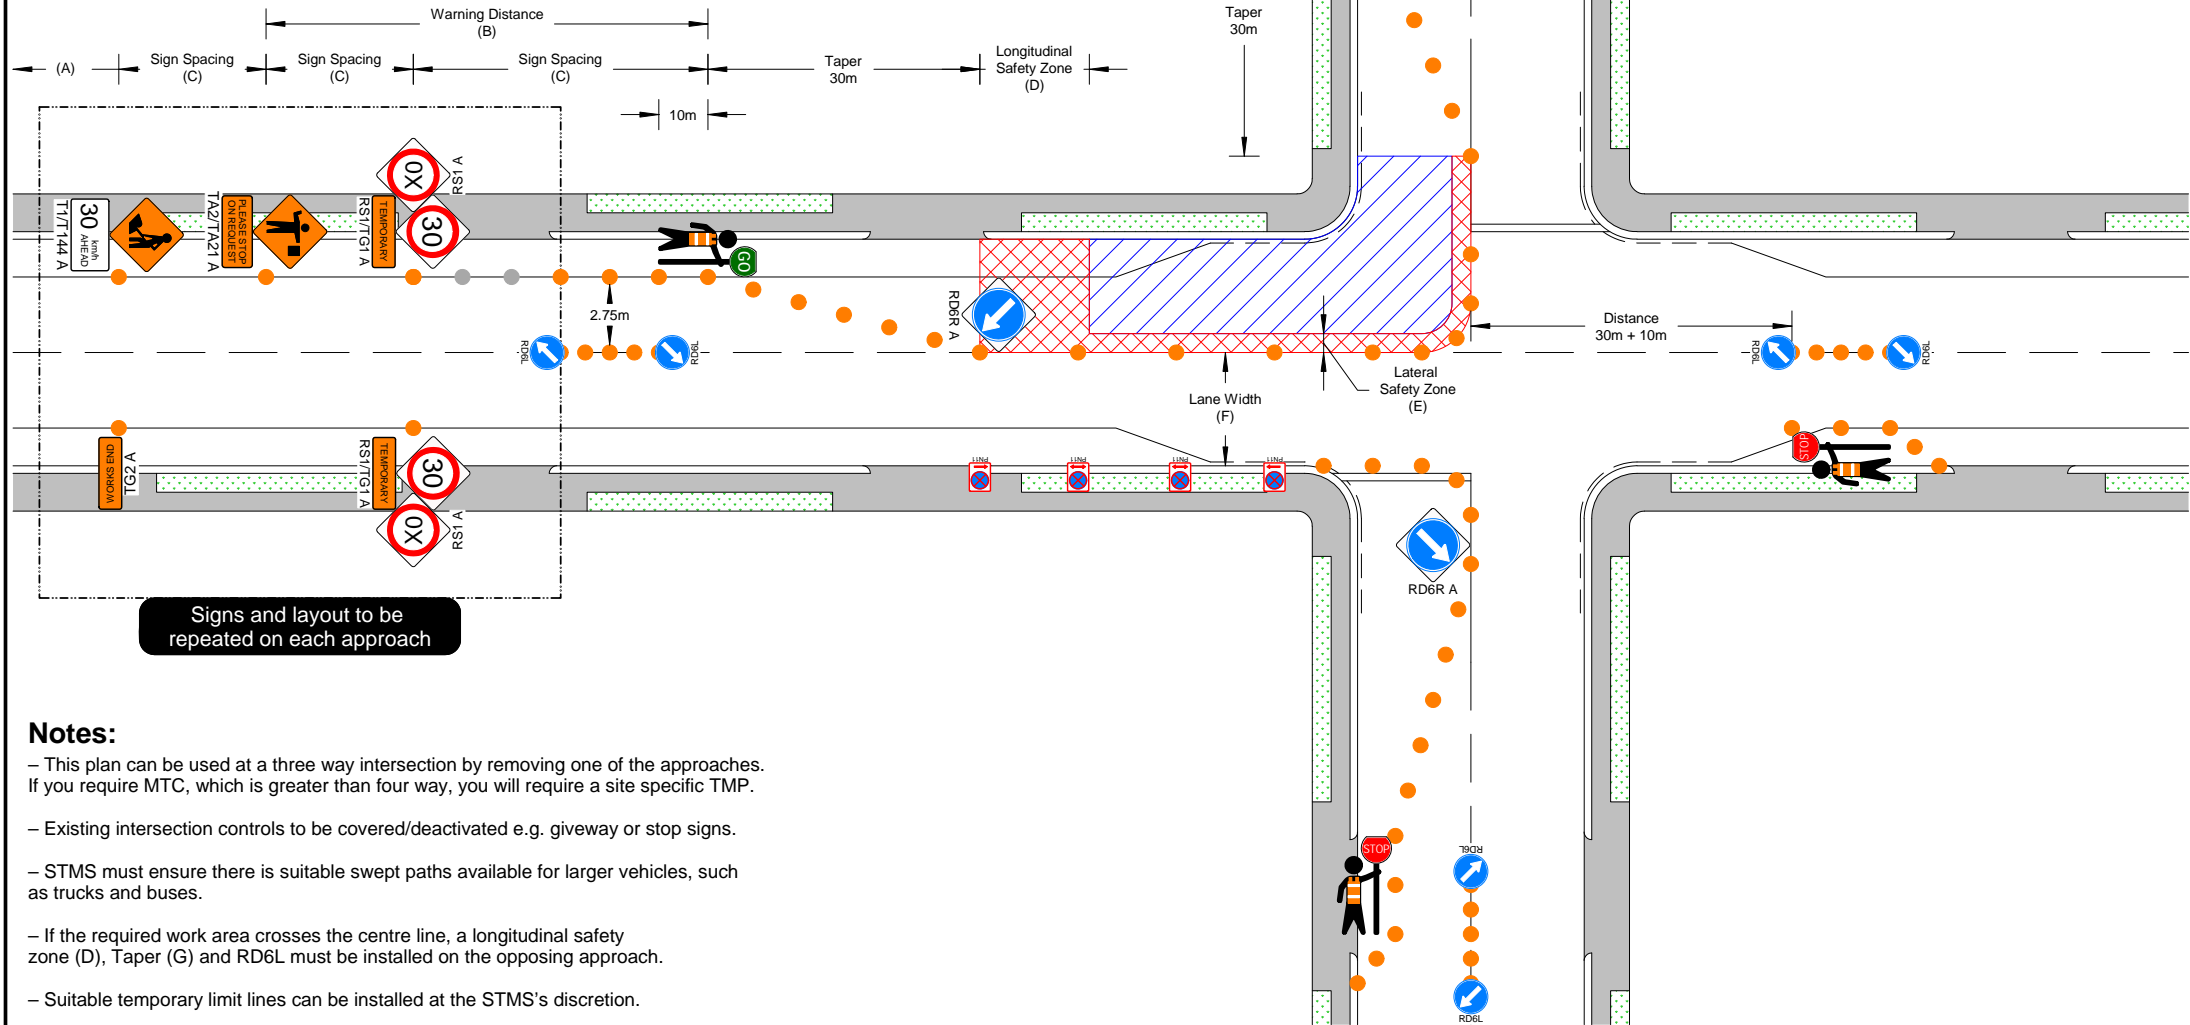 Warning Distance
(B)
Taper
30m
(A)
Sign Spacing
(C)
Sign Spacing
(C)
Sign Spacing
(C)
Taper
30m
Longitudinal
Safety Zone
(D)
10m
0X
RS1 A
30
km/h
AHEAD
T1/T144 A
PLEASE STOP
ON REQUEST
TA2/TA21 A
TEMPORARY
RS1/TG1 A
30
GO
2.75m
RD6L
RD6L
RD6R A
Distance
30m + 10m
RD6L
RD6L
Lateral
Safety Zone
(E)
Lane Width
(F)
WORKS END
TG2 A
TEMPORARY
RS1/TG1 A
30
0X
RS1 A
PN11
PN11
PN11
PN11
STOP
RD6R A
Signs and layout to be
repeated on each approach
STOP
RD6L
RD6L
Notes:
– This plan can be used at a three way intersection by removing one of the approaches.
If you require MTC, which is greater than four way, you will require a site specific TMP.
– Existing intersection controls to be covered/deactivated e.g. giveway or stop signs.
– STMS must ensure there is suitable swept paths available for larger vehicles, such
as trucks and buses.
– If the required work area crosses the centre line, a longitudinal safety
zone (D), Taper (G) and RD6L must be installed on the opposing approach.
– Suitable temporary limit lines can be installed at the STMS's discretion.